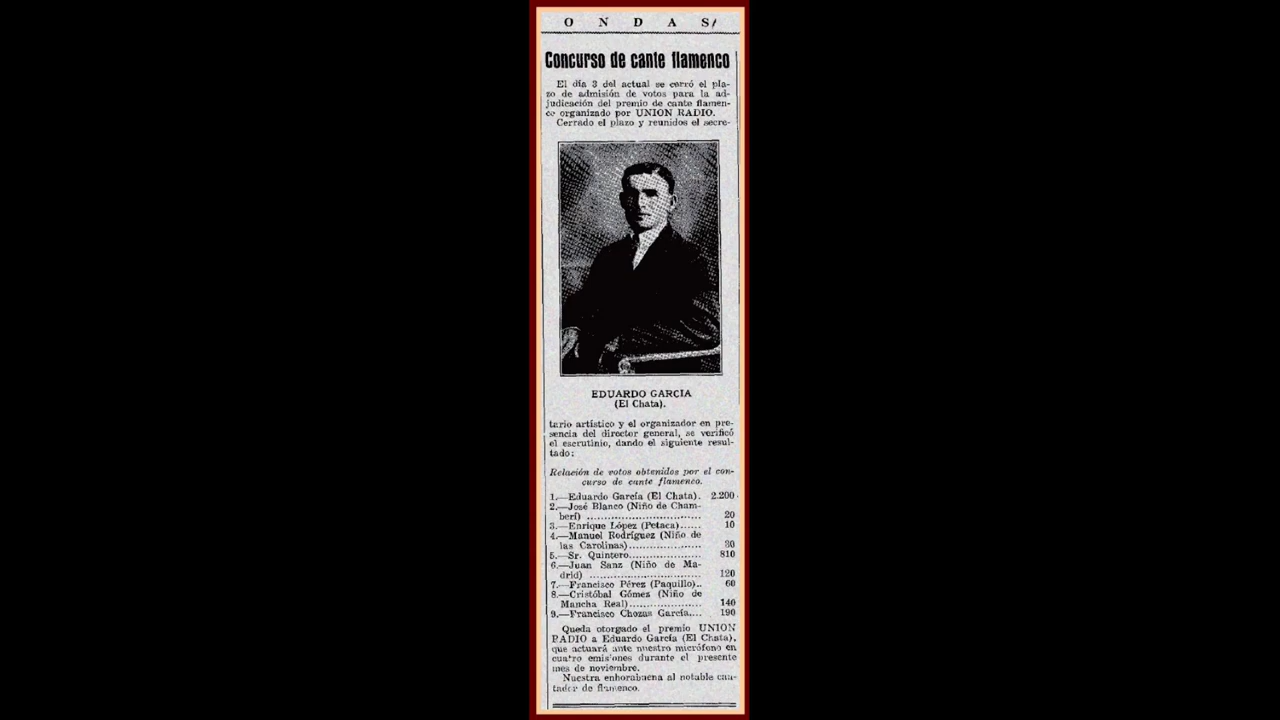 O N D A S
Concurso de cante flamenco
El día 3 del actual se cerró el pla-
zo de admisión de votos para la ad-
judicación del premio de cante flamen-
co organizado por UNION RADIO.
Cerrado el plazo y reunidos el secre-
EDUARDO GARCIA
(El Chata).
tario artístico y el organizador en pre-
sencia del director general, se verificó
el escrutinio, dando el siguiente resul-
tado:
Relación de votos obtenidos por el con-
curso de cante flamenco.
1.—Eduardo García (El Chata). 2.200
2.—José Blanco (Niño de Cham-
berí) ............................ 20
3.—Enrique López (Petaca)...... 10
4.—Manuel Rodríguez (Niño de
las Carolinas)..................... 30
5.—Sr. Quintero..................... 810
6.—Juan Sanz (Niño de Ma-
drid) ............................ 120
7.—Francisco Pérez (Paquillo).. 60
8.—Cristóbal Gómez (Niño de
Mancha Real)..................... 140
9.—Francisco Chozas García.... 190
Queda otorgado el premio UNION
RADIO a Eduardo García (El Chata),
que actuará ante nuestro micrófono en
cuatro emisiones durante el presente
mes de noviembre.
Nuestra enhorabuena al notable can-
tador de flamenco.